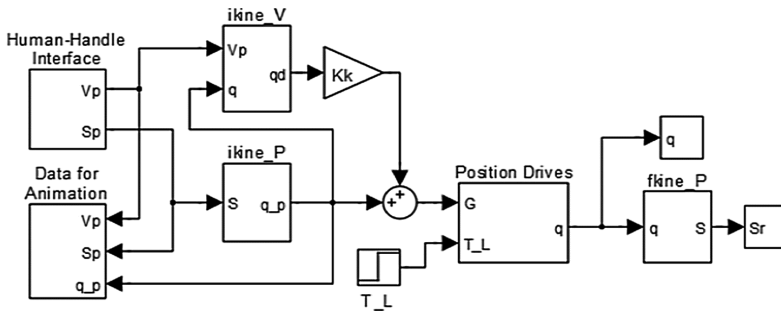 ikine_V
Human-Handle
Interface
Vp
Sp
Vp
q
qd
Kk
Data for
Animation
Vp
Sp
q_p
ikine_P
S
q_p
++
Position Drives
G
T_L
q
T_L
q
fkine_P
q
S
Sr